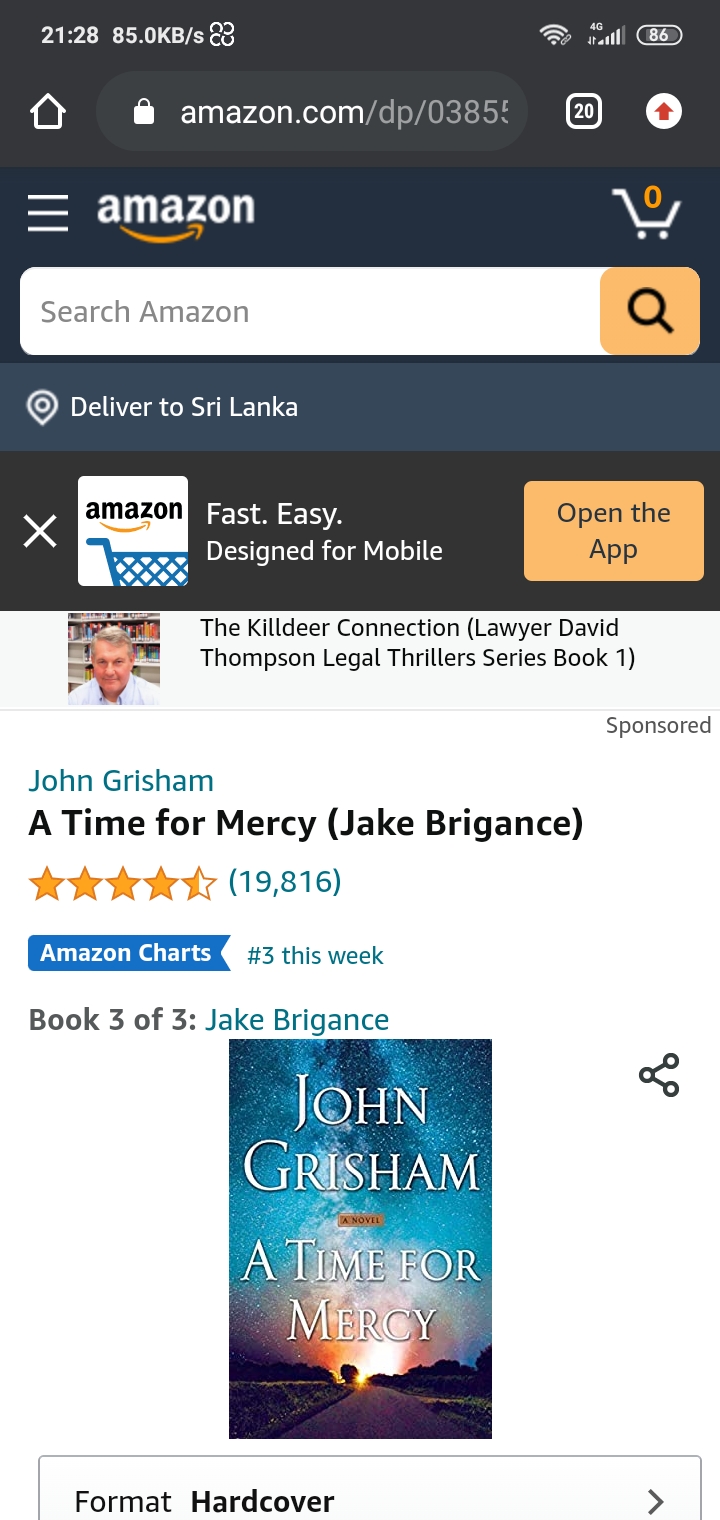 21:28 85.0KB/s
4G
86
amazon.com/dp/03855
20
amazon
0
Search Amazon
Deliver to Sri Lanka
amazon
Fast. Easy.
Designed for Mobile
Open the
App
The Killdeer Connection (Lawyer David
Thompson Legal Thrillers Series Book 1)
Sponsored
John Grisham
A Time for Mercy (Jake Brigance)
(19,816)
Amazon Charts #3 this week
Book 3 of 3: Jake Brigance
JOHN
GRISHAM
A NOVEL
A TIME FOR
MERCY
Format Hardcover